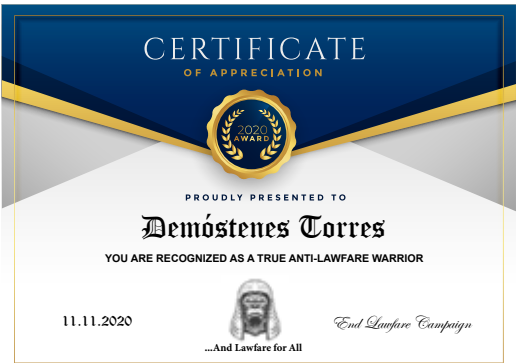 CERTIFICATE
OF APPRECIATION
2020
AWARD
PROUDLY PRESENTED TO
Demóstenes Torres
YOU ARE RECOGNIZED AS A TRUE ANTI-LAWFARE WARRIOR
11.11.2020
End Lawfare Campaign
...And Lawfare for All